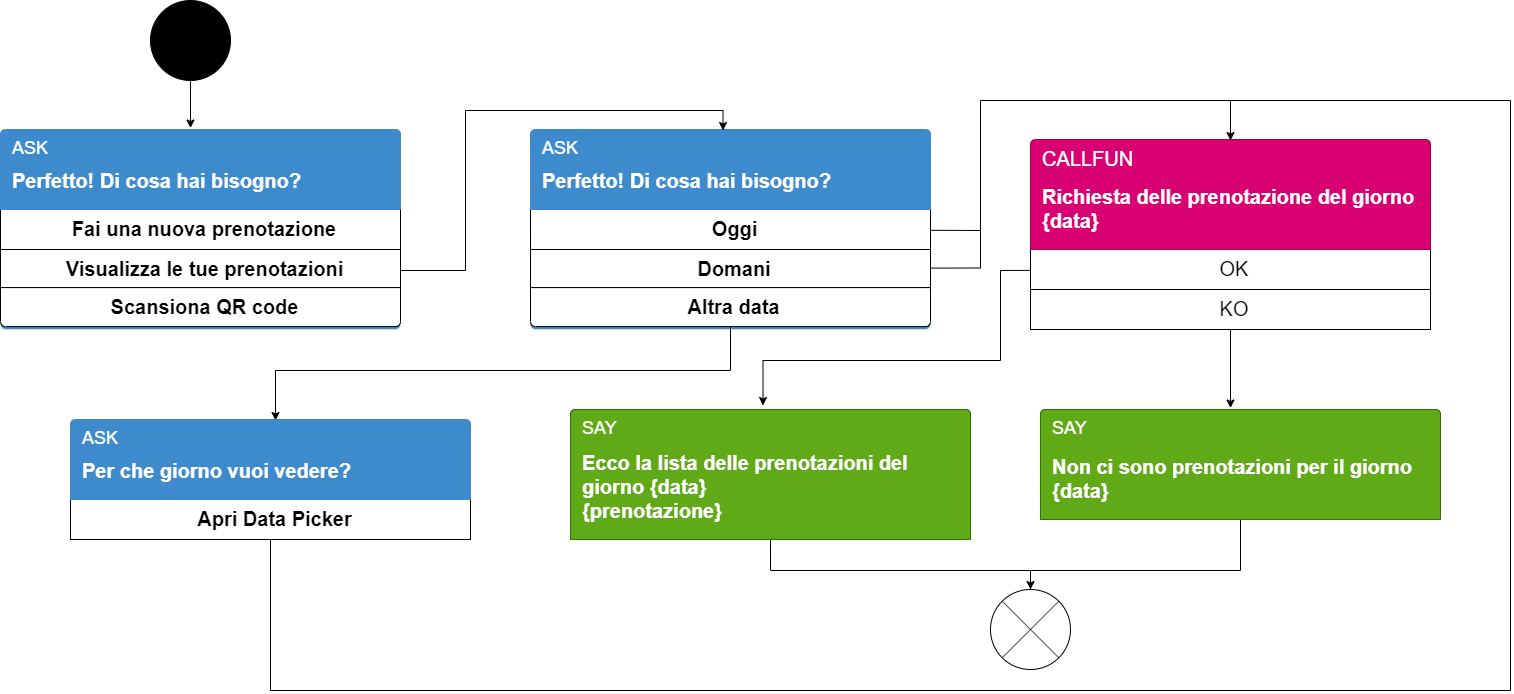 ASK
Perfetto! Di cosa hai bisogno?
Fai una nuova prenotazione
Visualizza le tue prenotazioni
Scansiona QR code
ASK
Perfetto! Di cosa hai bisogno?
Oggi
Domani
Altra data
CALLFUN
Richiesta delle prenotazione del giorno
{data}
OK
KO
ASK
Per che giorno vuoi vedere?
Apri Data Picker
SAY
Ecco la lista delle prenotazioni del
giorno {data}
{prenotazione}
SAY
Non ci sono prenotazioni per il giorno
{data}